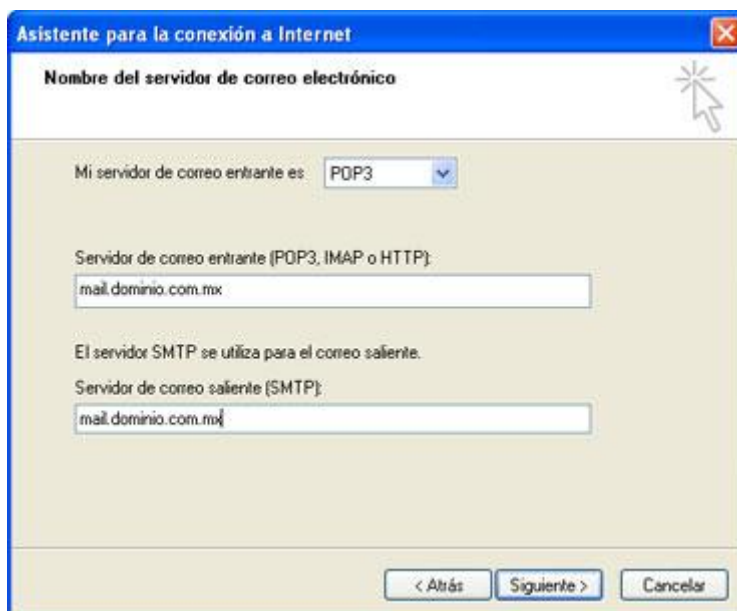 Asistente para la conexión a Internet
Nombre del servidor de correo electrónico
Mi servidor de correo entrante es POP3
Servidor de correo entrante (POP3, IMAP o HTTP):
mail.dominio.com.mx
El servidor SMTP se utiliza para el correo saliente.
Servidor de correo saliente (SMTP):
mail.dominio.com.mx
< Atrás Siguiente > Cancelar